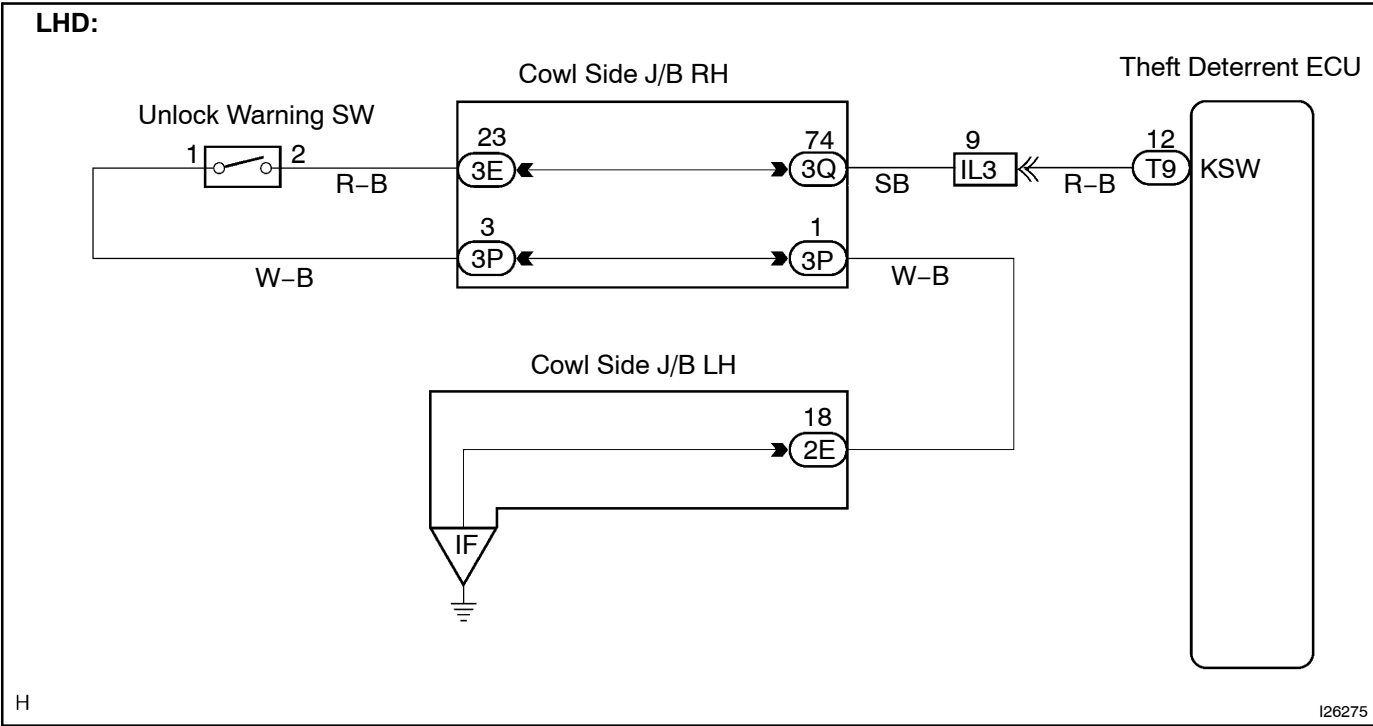 LHD:
Theft Deterrent ECU
Cowl Side J/B RH
Unlock Warning SW
23 74 9 12
1 2 3E 3Q IL3 T9 KSW
R–B SB R–B
3 1
3P 3P
W–B W–B
Cowl Side J/B LH
18
2E
IF
H I26275